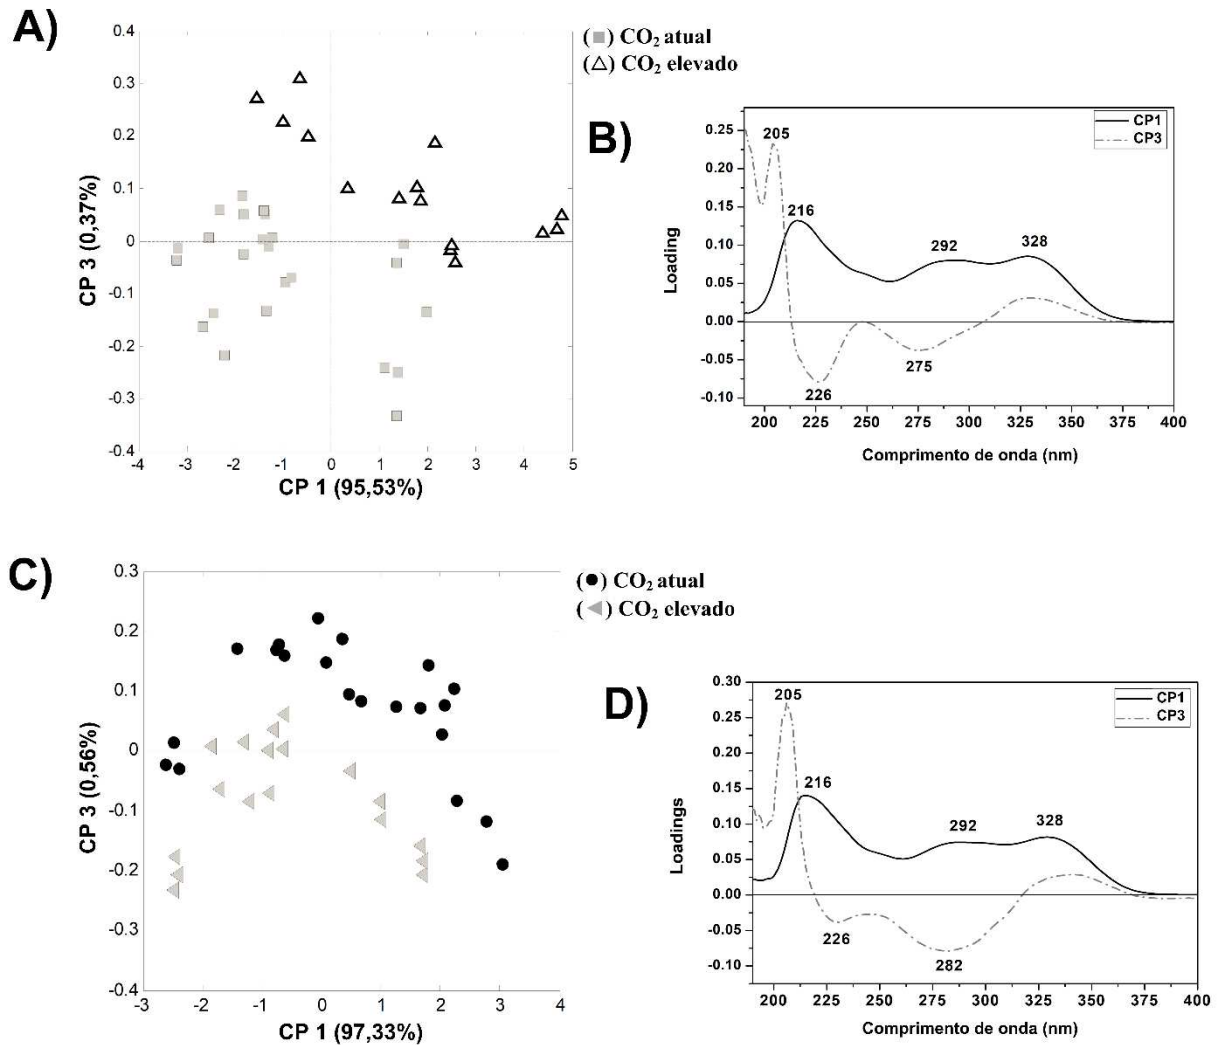 A)
(■) CO₂ atual
(△) CO₂ elevado
0.4
0.3
0.2
0.1
0
-0.1
-0.2
-0.3
-0.4
CP 3 (0,37%)
-4 -3 -2 -1 0 1 2 3 4 5
CP 1 (95,53%)
B)
CP1
CP3
0.25
0.20
0.15
0.10
0.05
0.00
-0.05
-0.10
Loading
205
216
292
328
226
275
200 225 250 275 300 325 350 375 400
Comprimento de onda (nm)
C)
(●) CO₂ atual
(◀) CO₂ elevado
0.3
0.2
0.1
0
-0.1
-0.2
-0.3
-0.4
CP 3 (0,56%)
-3 -2 -1 0 1 2 3 4
CP 1 (97,33%)
D)
CP1
CP3
0.30
0.25
0.20
0.15
0.10
0.05
0.00
-0.05
-0.10
Loadings
205
216
292
328
226
282
200 225 250 275 300 325 350 375 400
Comprimento de onda (nm)